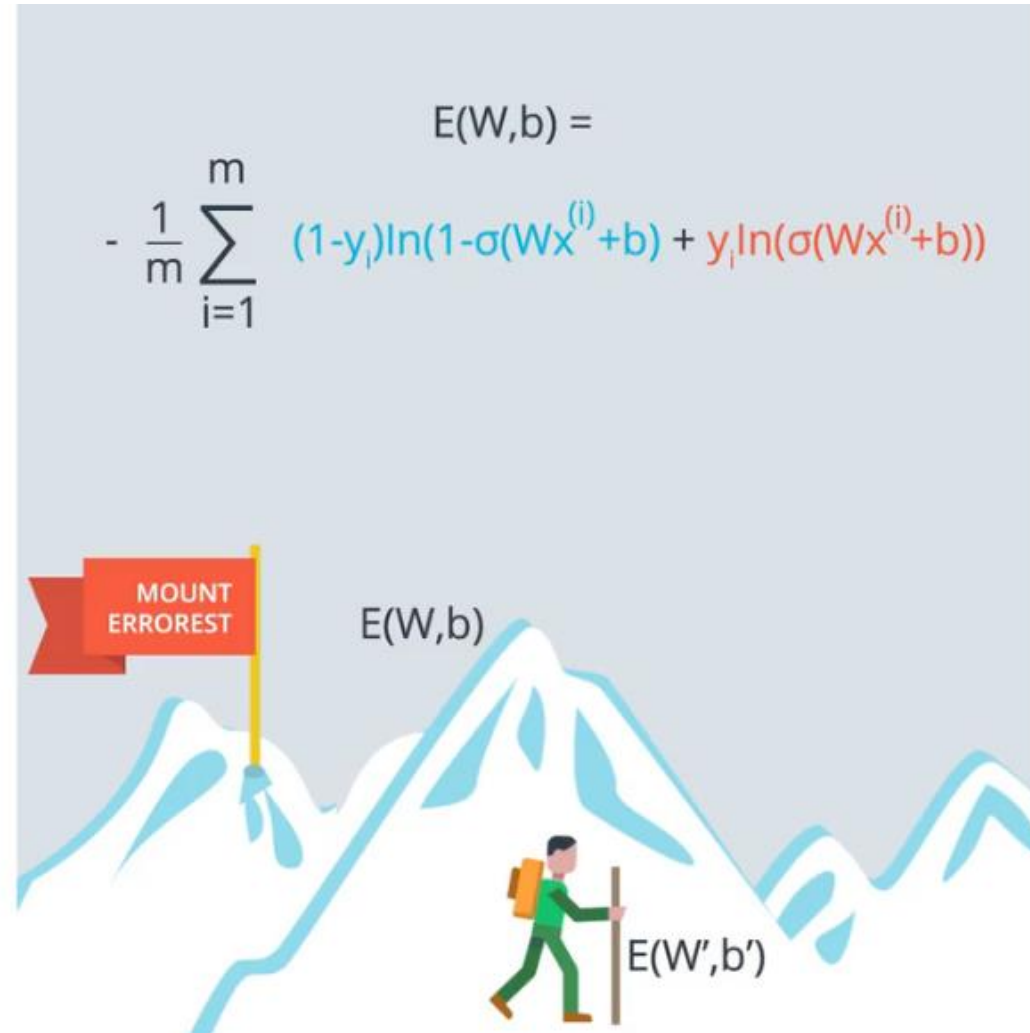 E(W,b) =
m
- 1/m ∑ (1-yᵢ)ln(1-σ(Wx⁽ⁱ⁾+b) + yᵢln(σ(Wx⁽ⁱ⁾+b))
i=1
MOUNT
ERROREST
E(W,b)
E(W',b')